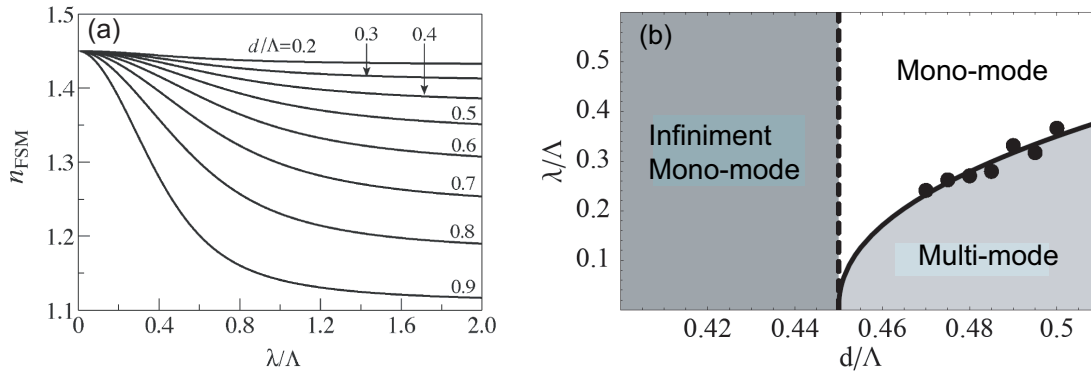 (a)
1.5
1.4
1.3
1.2
1.1
n_FSM
d/Λ=0.2
0.3
0.4
0.5
0.6
0.7
0.8
0.9
0
0.4
0.8
1.2
1.6
2.0
λ/Λ
(b)
0.5
0.4
0.3
0.2
0.1
λ/Λ
Mono-mode
Infiniment
Mono-mode
Multi-mode
0.42
0.44
0.46
0.48
0.5
d/Λ